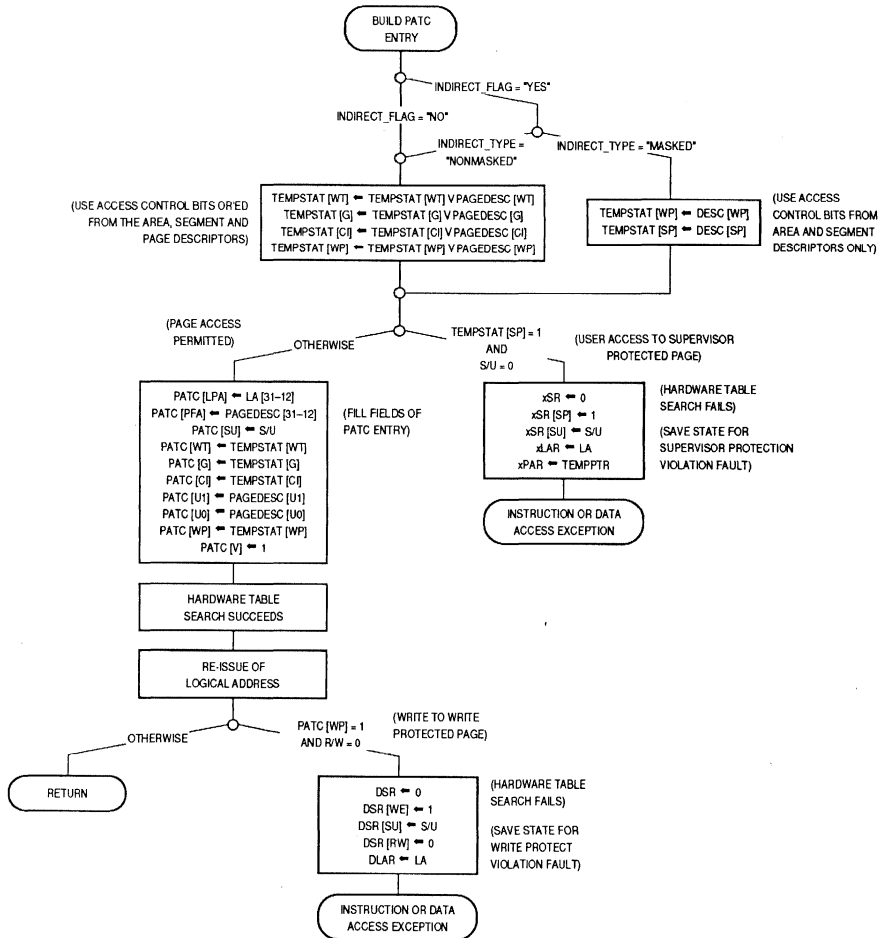 BUILD PATC
ENTRY
INDIRECT_FLAG = "YES"
INDIRECT_FLAG = "NO"
INDIRECT_TYPE =
"NONMASKED"
INDIRECT_TYPE = "MASKED"
(USE ACCESS CONTROL BITS OR'ED
FROM THE AREA, SEGMENT AND
PAGE DESCRIPTORS)
TEMPSTAT [WT] ← TEMPSTAT [WT] V PAGEDESC [WT]
TEMPSTAT [G] ← TEMPSTAT [G] V PAGEDESC [G]
TEMPSTAT [CI] ← TEMPSTAT [CI] V PAGEDESC [CI]
TEMPSTAT [WP] ← TEMPSTAT [WP] V PAGEDESC [WP]
TEMPSTAT [WP] ← DESC [WP]
TEMPSTAT [SP] ← DESC [SP]
(USE ACCESS
CONTROL BITS FROM
AREA AND SEGMENT
DESCRIPTORS ONLY)
(PAGE ACCESS
PERMITTED)
OTHERWISE
TEMPSTAT [SP] = 1
AND
S/U = 0
(USER ACCESS TO SUPERVISOR
PROTECTED PAGE)
PATC [LPA] ← LA [31–12]
PATC [PFA] ← PAGEDESC [31–12]
PATC [SU] ← S/U
PATC [WT] ← TEMPSTAT [WT]
PATC [G] ← TEMPSTAT [G]
PATC [CI] ← TEMPSTAT [CI]
PATC [U1] ← PAGEDESC [U1]
PATC [U0] ← PAGEDESC [U0]
PATC [WP] ← TEMPSTAT [WP]
PATC [V] ← 1
(FILL FIELDS OF
PATC ENTRY)
xSR ← 0
xSR [SP] ← 1
xSR [SU] ← S/U
xLAR ← LA
xPAR ← TEMPPTR
(HARDWARE TABLE
SEARCH FAILS)
(SAVE STATE FOR
SUPERVISOR PROTECTION
VIOLATION FAULT)
INSTRUCTION OR DATA
ACCESS EXCEPTION
HARDWARE TABLE
SEARCH SUCCEEDS
RE-ISSUE OF
LOGICAL ADDRESS
OTHERWISE
PATC [WP] = 1
AND R/W = 0
(WRITE TO WRITE
PROTECTED PAGE)
RETURN
DSR ← 0
DSR [WE] ← 1
DSR [SU] ← S/U
DSR [RW] ← 0
DLAR ← LA
(HARDWARE TABLE
SEARCH FAILS)
(SAVE STATE FOR
WRITE PROTECT
VIOLATION FAULT)
INSTRUCTION OR DATA
ACCESS EXCEPTION